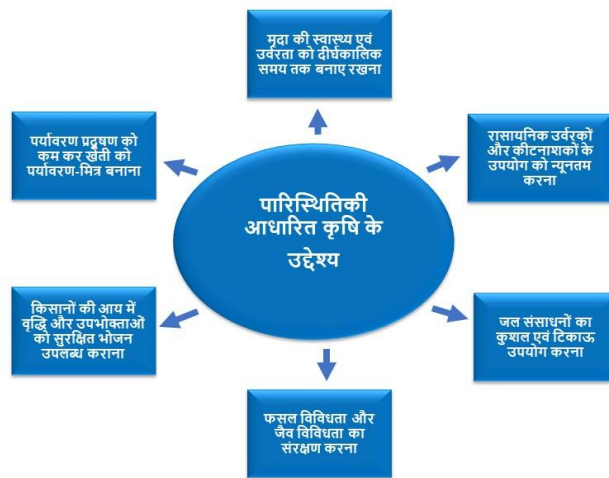 मृदा की स्वास्थ्य एवं
उर्वरता को दीर्घकालिक
समय तक बनाए रखना
पर्यावरण प्रदूषण को
कम कर खेती को
पर्यावरण-मित्र बनाना
रासायनिक उर्वरकों
और कीटनाशकों के
उपयोग को न्यूनतम
करना
पारिस्थितिकी
आधारित कृषि के
उद्देश्य
किसानों की आय में
वृद्धि और उपभोक्ताओं
को सुरक्षित भोजन
उपलब्ध कराना
जल संसाधनों का
कुशल एवं टिकाऊ
उपयोग करना
फसल विविधता और
जैव विविधता का
संरक्षण करना